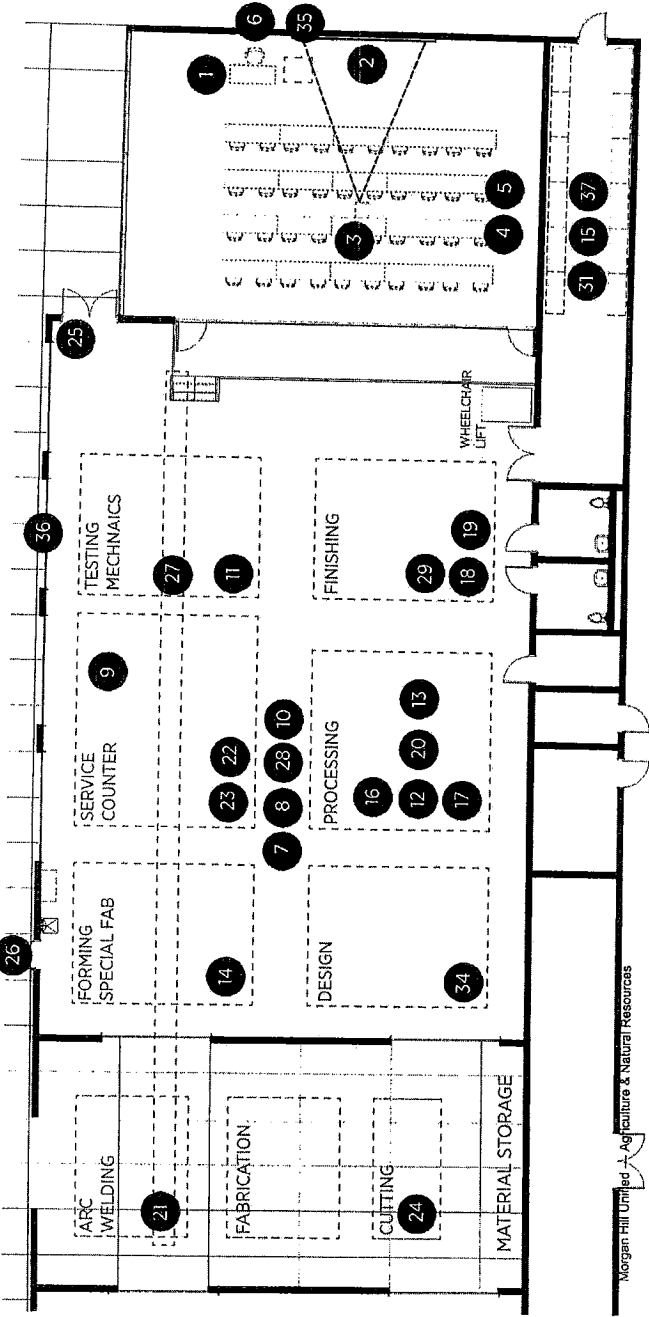 6
35
1
2
3
5
4
37
15
31
25
WHEELCHAIR
LIFT
36
TESTING
MECHNAICS
27
11
FINISHING
29
19
18
9
SERVICE
COUNTER
22
23
10
28
8
7
PROCESSING
13
20
16
12
17
26
FORMING
SPECIAL FAB
14
DESIGN
34
ARC
WELDING
21
FABRICATION
CUTTING
24
MATERIAL STORAGE
Morgan Hill Unified — Agriculture & Natural Resources